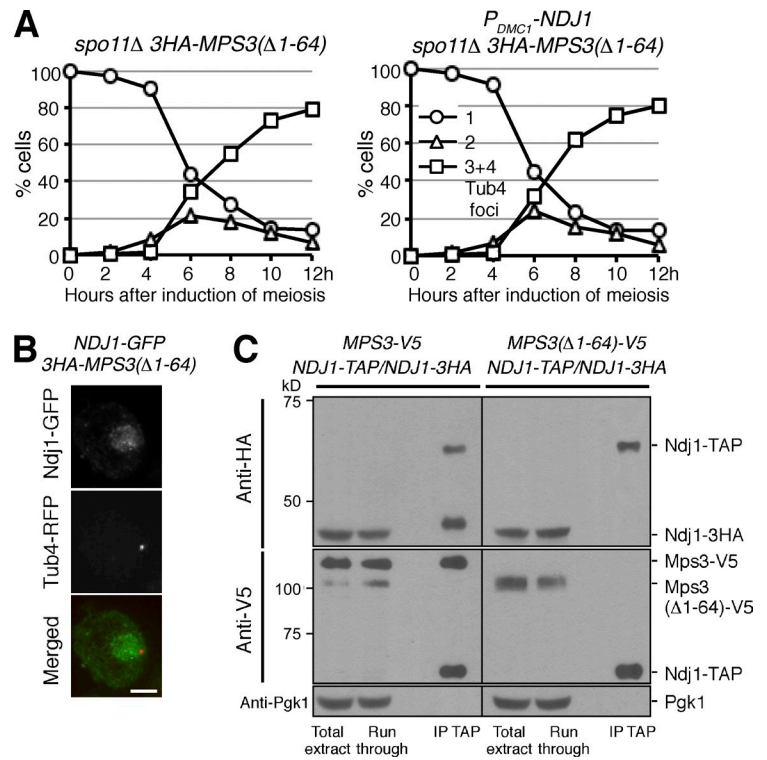 A
spo11Δ 3HA-MPS3(Δ1-64)
P_DMC1-NDJ1
spo11Δ 3HA-MPS3(Δ1-64)
% cells
100
80
60
40
20
0
0 2 4 6 8 10 12h
Hours after induction of meiosis
% cells
100
80
60
40
20
0
1
2
3+4
Tub4
foci
0 2 4 6 8 10 12h
Hours after induction of meiosis
B
NDJ1-GFP
3HA-MPS3(Δ1-64)
Ndj1-GFP
Tub4-RFP
Merged
C
MPS3-V5
NDJ1-TAP/NDJ1-3HA
MPS3(Δ1-64)-V5
NDJ1-TAP/NDJ1-3HA
kD
75
50
Anti-HA
Ndj1-TAP
Ndj1-3HA
100
75
Anti-V5
Mps3-V5
Mps3
(Δ1-64)-V5
Ndj1-TAP
Anti-Pgk1
Pgk1
Total Run IP TAP Total Run IP TAP
extract through extract through